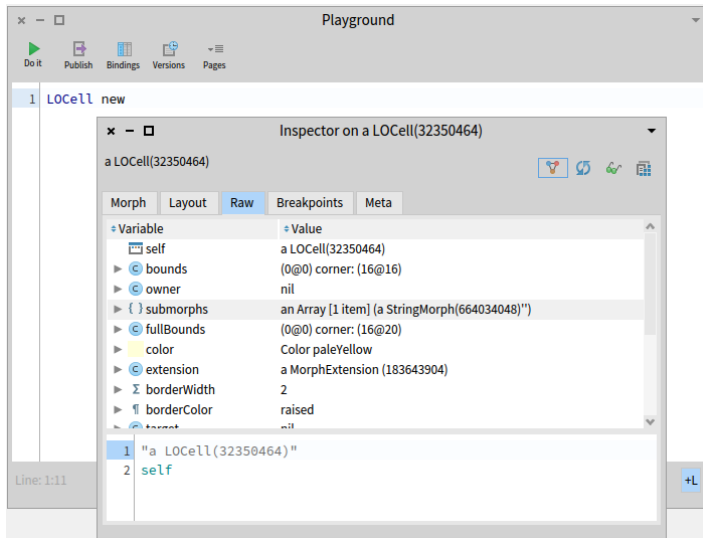 Playground
Do it Publish Bindings Versions Pages
1 LOCell new
Inspector on a LOCell(32350464)
a LOCell(32350464)
Morph Layout Raw Breakpoints Meta
Variable Value
self a LOCell(32350464)
bounds (0@0) corner: (16@16)
owner nil
{ } submorphs an Array [1 item] (a StringMorph(664034048)'')
fullBounds (0@0) corner: (16@20)
color Color paleYellow
extension a MorphExtension (183643904)
Σ borderWidth 2
¶ borderColor raised
target nil
1 "a LOCell(32350464)"
2 self
Line: 1:11 +L